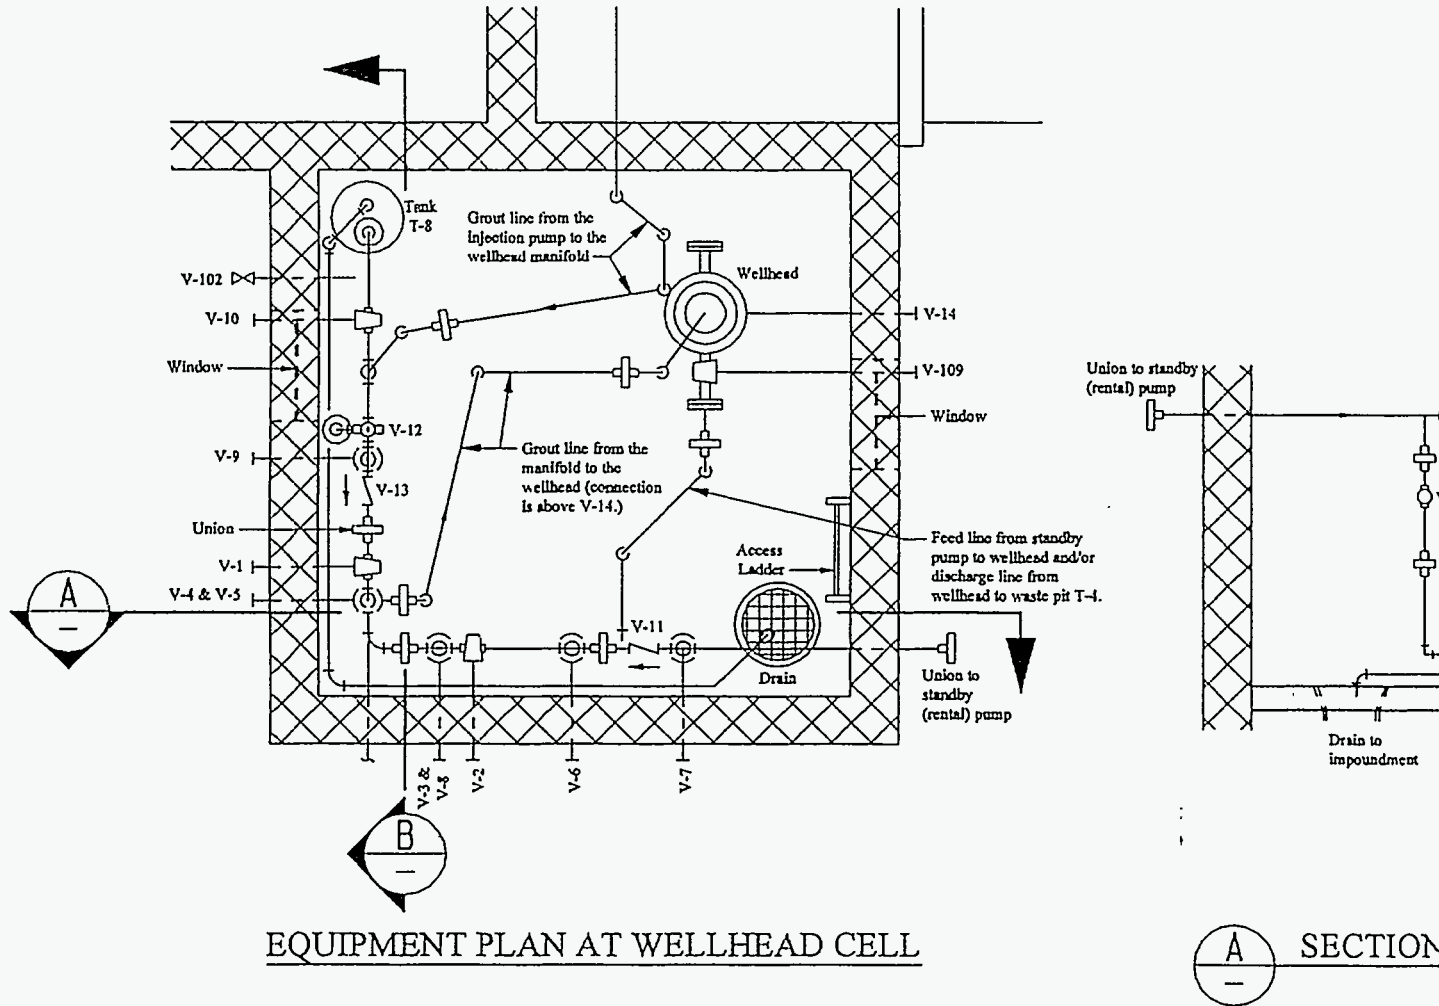 Tank
T-8
Grout line from the
injection pump to the
wellhead manifold
Wellhead
V-102
V-10
V-14
Window
V-109
Window
V-12
V-9
Grout line from the
manifold to the
wellhead (connection
is above V-14.)
V-13
Union
Feed line from standby
pump to wellhead and/or
discharge line from
wellhead to waste pit T-4.
Access
Ladder
V-1
V-4 & V-5
A
V-11
Drain
Union to
standby
(rental) pump
V-3 &
V-8
V-2
V-6
V-7
B
EQUIPMENT PLAN AT WELLHEAD CELL
Union to standby
(rental) pump
V
Drain to
impoundment
A
SECTION